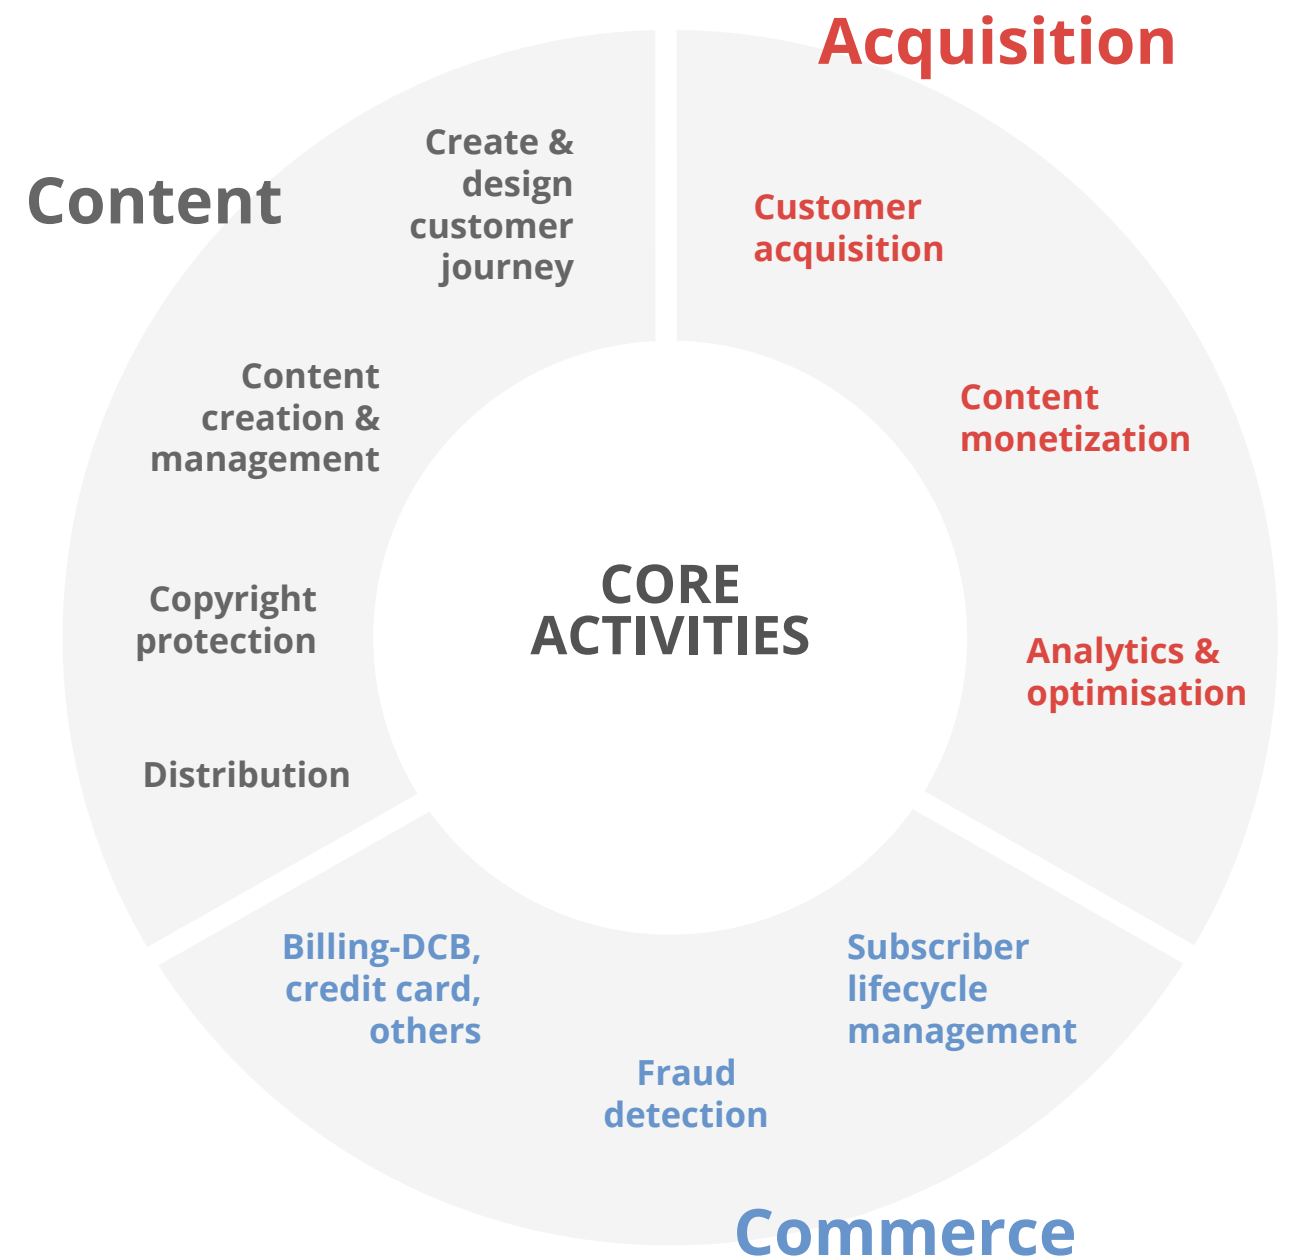 Acquisition
Content
Create &
design
customer
journey
Customer
acquisition
Content
creation &
management
Content
monetization
CORE
ACTIVITIES
Copyright
protection
Analytics &
optimisation
Distribution
Billing-DCB,
credit card,
others
Subscriber
lifecycle
management
Fraud
detection
Commerce